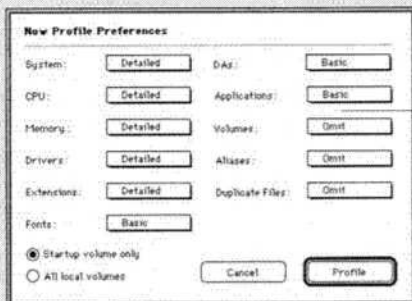 Now Profile Preferences
System: Detailed DAs: Basic
CPU: Detailed Applications: Basic
Memory: Detailed Volumes: Omit
Drivers: Detailed Aliases: Omit
Extensions: Detailed Duplicate Files: Omit
Fonts: Basic
Startup volume only
All local volumes
Cancel Profile